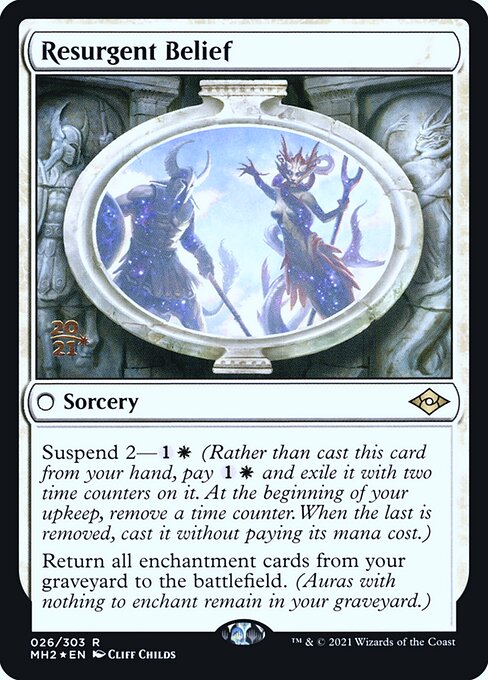 Resurgent Belief
20
21
Sorcery
Suspend 2—1 (Rather than cast this card
from your hand, pay 1 and exile it with two
time counters on it. At the beginning of your
upkeep, remove a time counter. When the last is
removed, cast it without paying its mana cost.)
Return all enchantment cards from your
graveyard to the battlefield. (Auras with
nothing to enchant remain in your graveyard.)
026/303 R
MH2 EN Cliff Childs
™ & © 2021 Wizards of the Coast